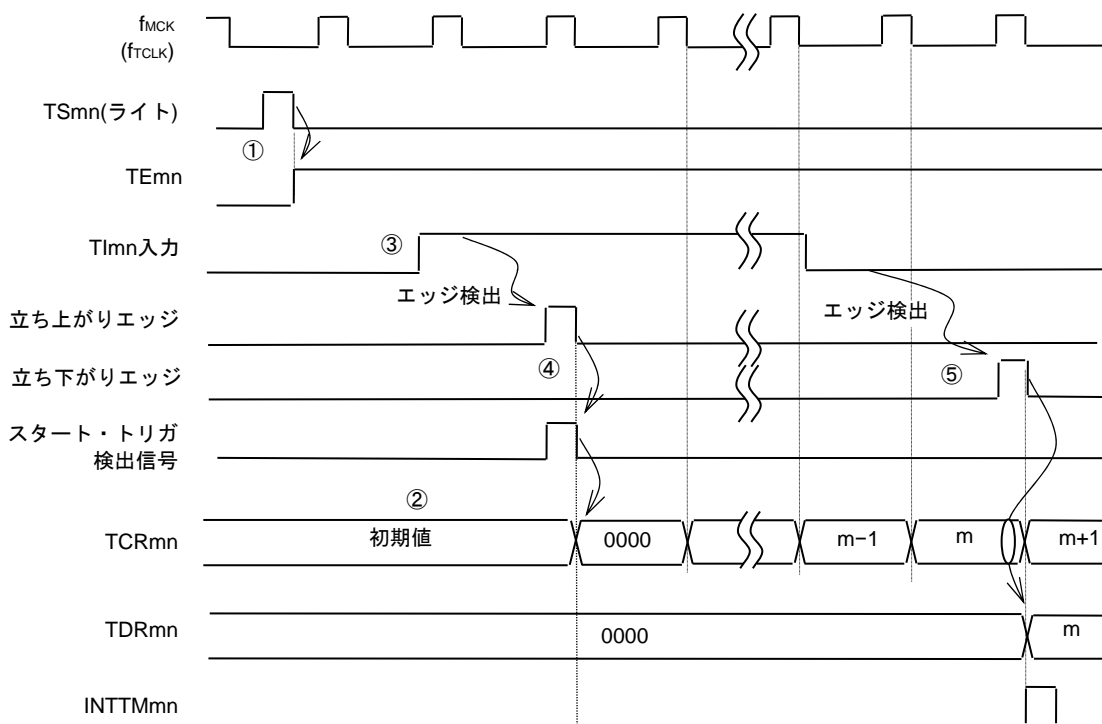 fMCK
(fTCLK)
TSmn(ライト)
①
TEmn
TImn入力
③
エッジ検出
エッジ検出
立ち上がりエッジ
④
⑤
立ち下がりエッジ
スタート・トリガ
検出信号
②
TCRmn
初期値
0000
m−1
m
m+1
TDRmn
0000
m
INTTMmn